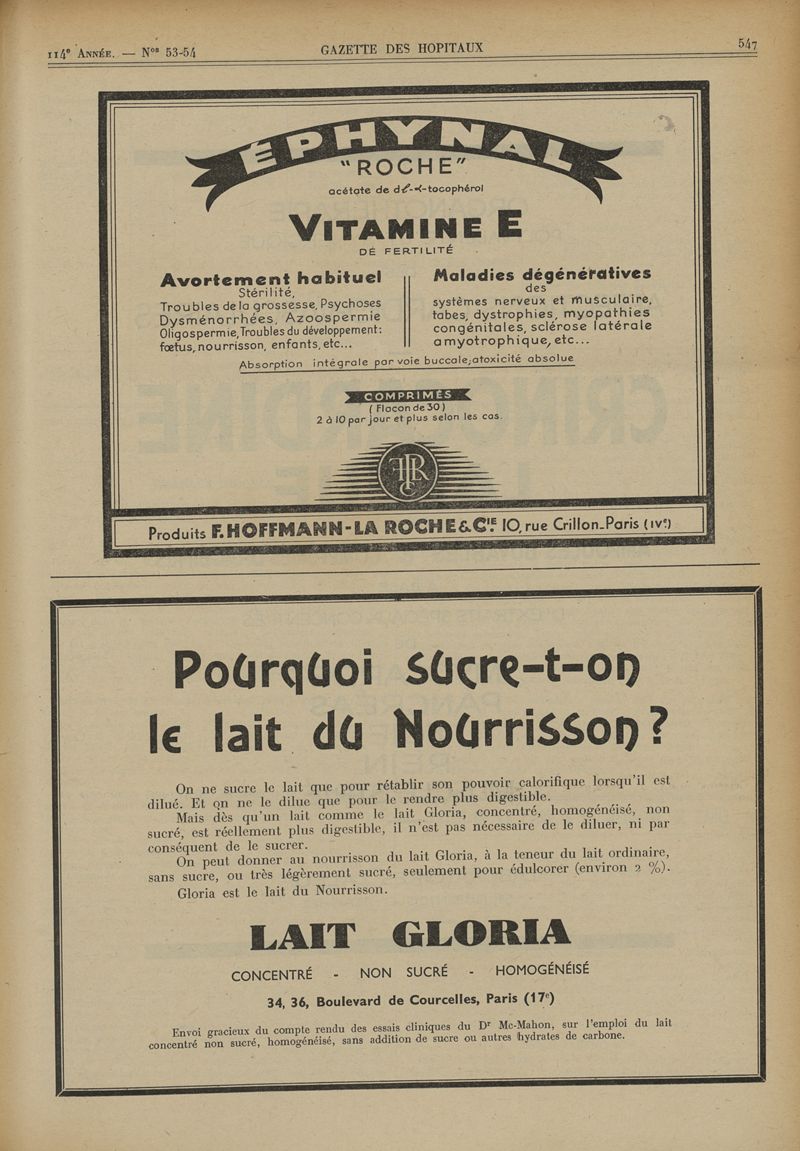 114e ANNÉE. — Nos 53-54
GAZETTE DES HOPITAUX
547
ÉPHYNAL
"ROCHE"
acétate de dℓ-α-tocophérol
VITAMINE E
DE FERTILITÉ
Avortement habituel
Stérilité,
Troubles de la grossesse, Psychoses
Dysménorrhées, Azoospermie
Oligospermie, Troubles du développement:
fœtus, nourrisson, enfants, etc...
Maladies dégénératives
des
systèmes nerveux et musculaire,
tabes, dystrophies, myopathies
congénitales, sclérose latérale
amyotrophique, etc...
Absorption intégrale par voie buccale, atoxicité absolue
COMPRIMÉS
(Flacon de 30)
2 à 10 par jour et plus selon les cas.
Produits F. HOFFMANN-LA ROCHE & CIE. 10, rue Crillon-Paris (IVe)
Pourquoi sucre-t-on
le lait du Nourrisson ?
On ne sucre le lait que pour rétablir son pouvoir calorifique lorsqu'il est
dilué. Et on ne le dilue que pour le rendre plus digestible.
Mais dès qu'un lait comme le lait Gloria, concentré, homogénéisé, non
sucré, est réellement plus digestible, il n'est pas nécessaire de le diluer, ni par
conséquent de le sucrer.
On peut donner au nourrisson du lait Gloria, à la teneur du lait ordinaire,
sans sucre, ou très légèrement sucré, seulement pour édulcorer (environ 2 %).
Gloria est le lait du Nourrisson.
LAIT GLORIA
CONCENTRÉ - NON SUCRÉ - HOMOGÉNÉISÉ
34, 36, Boulevard de Courcelles, Paris (17e)
Envoi gracieux du compte rendu des essais cliniques du Dr Mc-Mahon, sur l'emploi du lait
concentré non sucré, homogénéisé, sans addition de sucre ou autres hydrates de carbone.